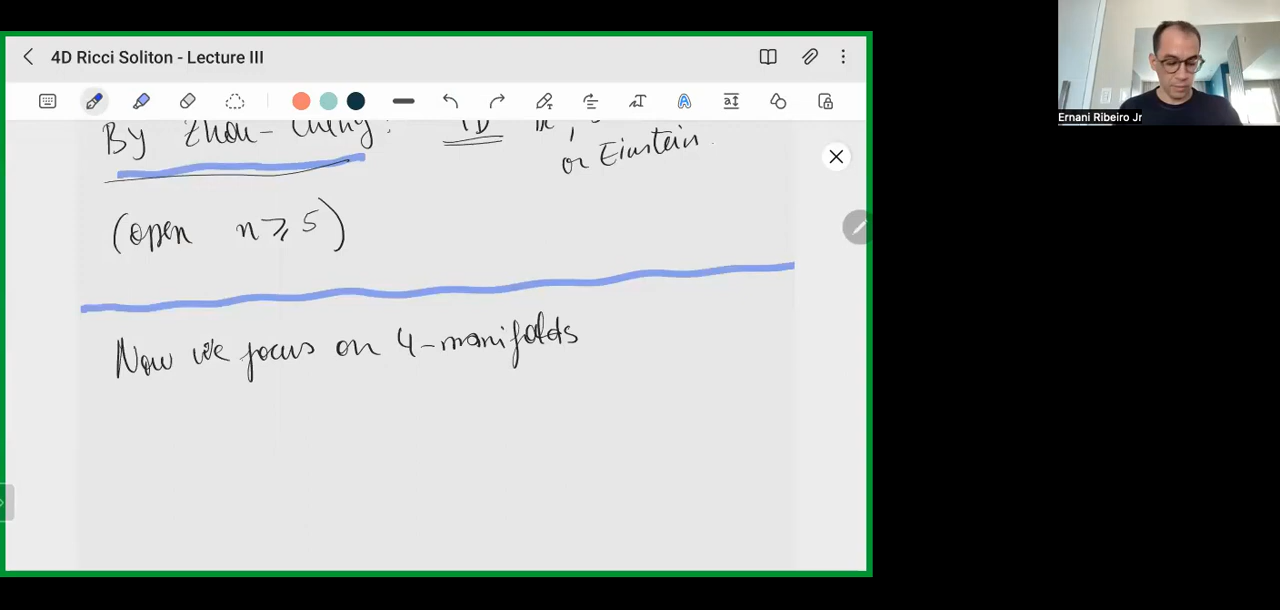 4D Ricci Soliton - Lecture III
Ernani Ribeiro Jr
By Zhou-Cheng:
or Einstein.
(open n ⩾ 5)
Now we focus on 4-manifolds